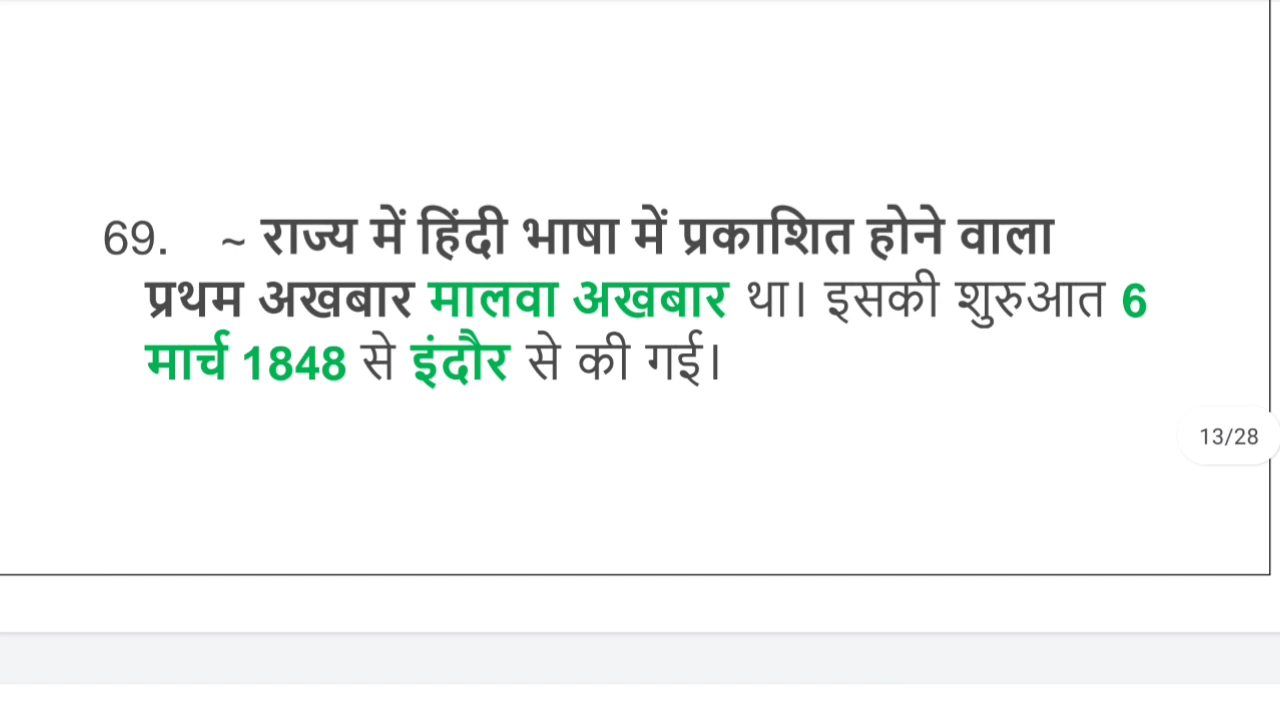 69. ~ राज्य में हिंदी भाषा में प्रकाशित होने वाला
प्रथम अखबार मालवा अखबार था। इसकी शुरुआत 6
मार्च 1848 से इंदौर से की गई।
13/28